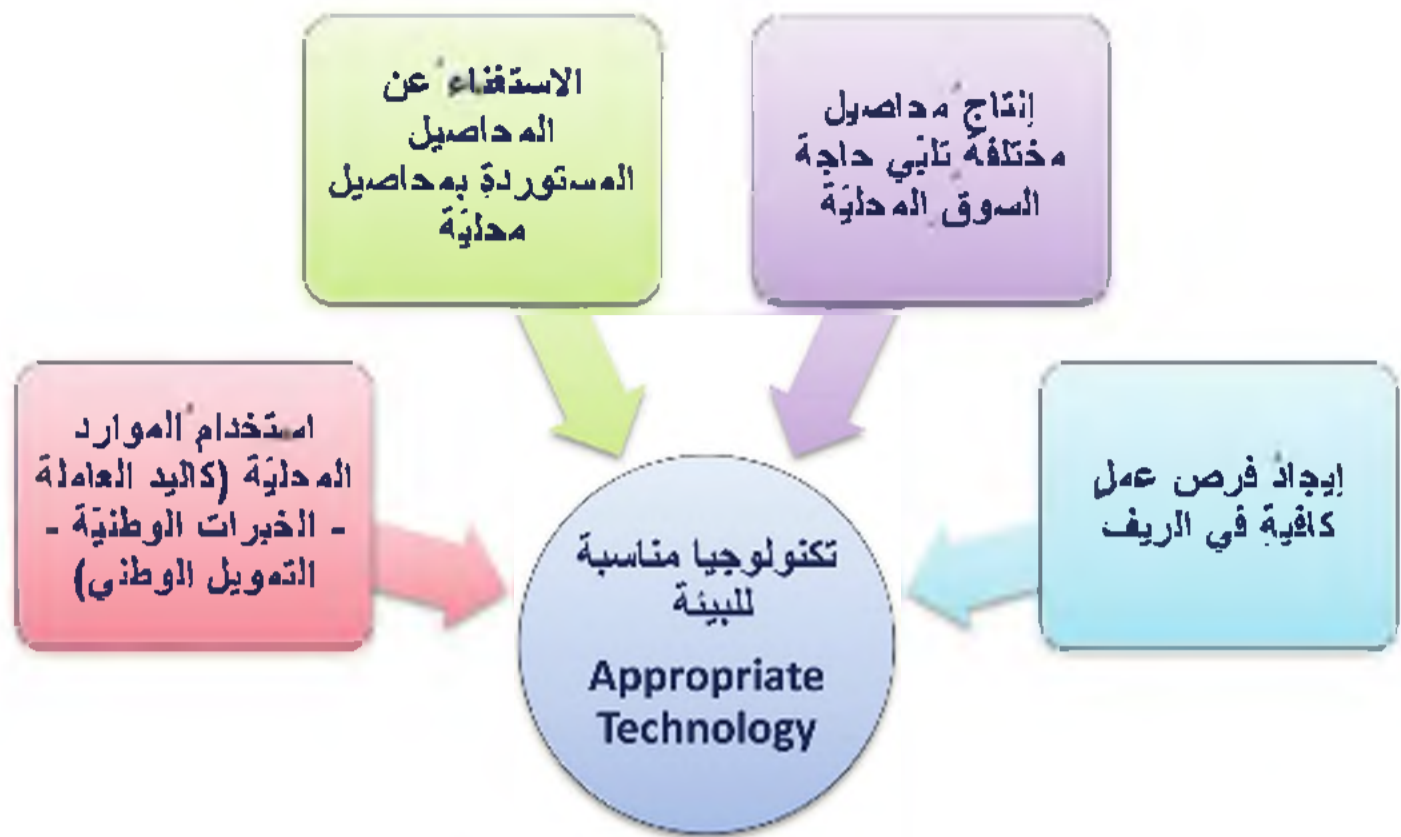 إنتاجُ محاصيل
مختلفةٍ تلبّي حاجة
السوقِ المحليّة
الاستغناءُ عن
المحاصيل
المستوردةِ بمحاصيل
محليّة
إيجادُ فرص عملٍ
كافيةٍ في الريف
استخدامُ الموارد
المحليّة (كاليد العاملة
- الخبرات الوطنيّة -
التمويل الوطني)
تكنولوجيا مناسبة
للبيئة
Appropriate
Technology